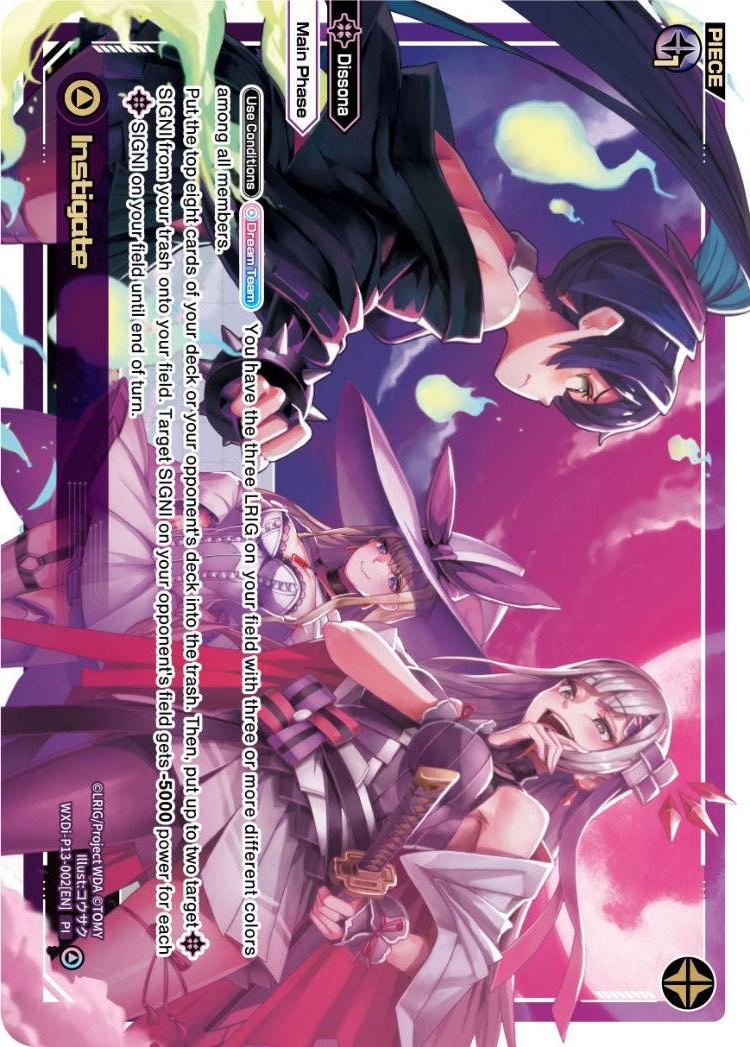 PIECE
1
Dissona
Main Phase
Use Conditions Dream Team You have the three LRIG on your field with three or more different colors
among all members.
Put the top eight cards of your deck or your opponent's deck into the trash. Then, put up to two target
SIGNI from your trash onto your field. Target SIGNI on your opponent's field gets -5000 power for each
SIGNI on your field until end of turn.
Instigate
©LRIG/Project WDA ©TOMY
Illust:コウサク
WXDi-P13-002[EN] PI